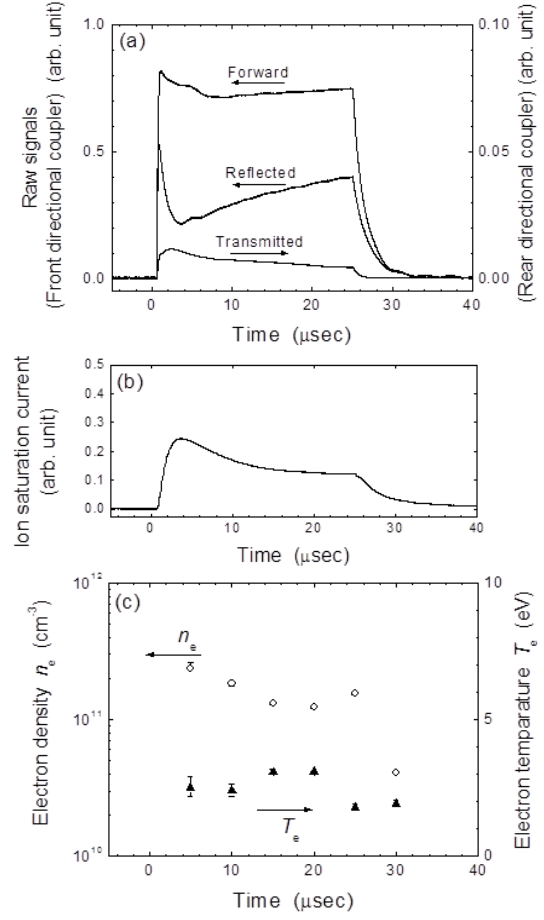 (a)
1.0
0.5
0.0
Raw signals
(Front directional coupler) (arb. unit)
Forward
Reflected
Transmitted
0.10
0.05
0.00
(Rear directional coupler) (arb. unit)
0 10 20 30 40
Time (μsec)
(b)
0.5
0.4
0.3
0.2
0.1
0.0
Ion saturation current
(arb. unit)
0 10 20 30 40
Time (μsec)
(c)
10^12
10^11
10^10
Electron density n_e (cm^-3)
n_e
T_e
10
5
0
Electron temparature T_e (eV)
0 10 20 30 40
Time (μsec)